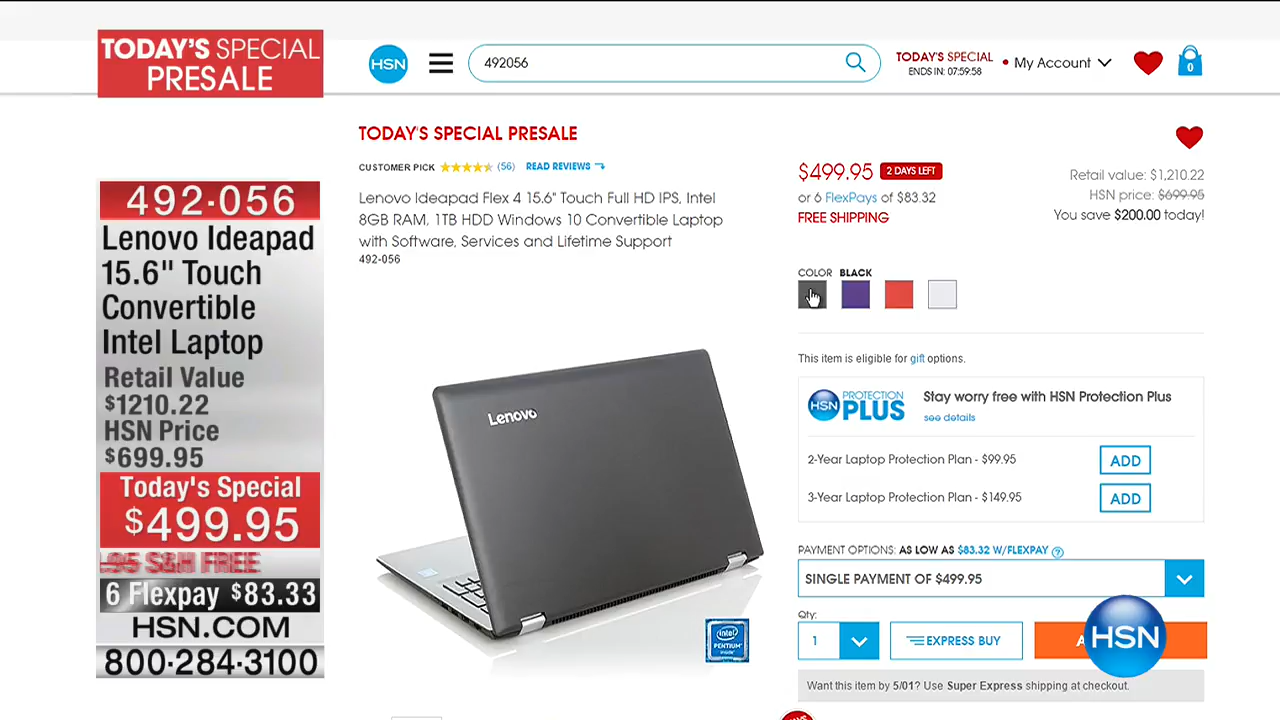 TODAY'S SPECIAL
PRESALE
HSN
492056
TODAY'S SPECIAL
ENDS IN: 07:59:58
My Account
0
492-056
Lenovo Ideapad
15.6" Touch
Convertible
Intel Laptop
Retail Value
$1210.22
HSN Price
$699.95
Today's Special
$499.95
.95 S&H FREE
6 Flexpay $83.33
HSN.COM
800-284-3100
TODAY'S SPECIAL PRESALE
CUSTOMER PICK (56) READ REVIEWS
Lenovo Ideapad Flex 4 15.6" Touch Full HD IPS, Intel
8GB RAM, 1TB HDD Windows 10 Convertible Laptop
with Software, Services and Lifetime Support
492-056
Lenovo
intel
PENTIUM
inside
$499.95 2 DAYS LEFT
or 6 FlexPays of $83.32
FREE SHIPPING
Retail value: $1,210.22
HSN price: $699.95
You save $200.00 today!
COLOR BLACK
This item is eligible for gift options.
HSN PROTECTION
PLUS
Stay worry free with HSN Protection Plus
see details
2-Year Laptop Protection Plan - $99.95 ADD
3-Year Laptop Protection Plan - $149.95 ADD
PAYMENT OPTIONS: AS LOW AS $83.32 W/FLEXPAY ?
SINGLE PAYMENT OF $499.95
Qty:
1 EXPRESS BUY
HSN
Want this item by 5/01? Use Super Express shipping at checkout.